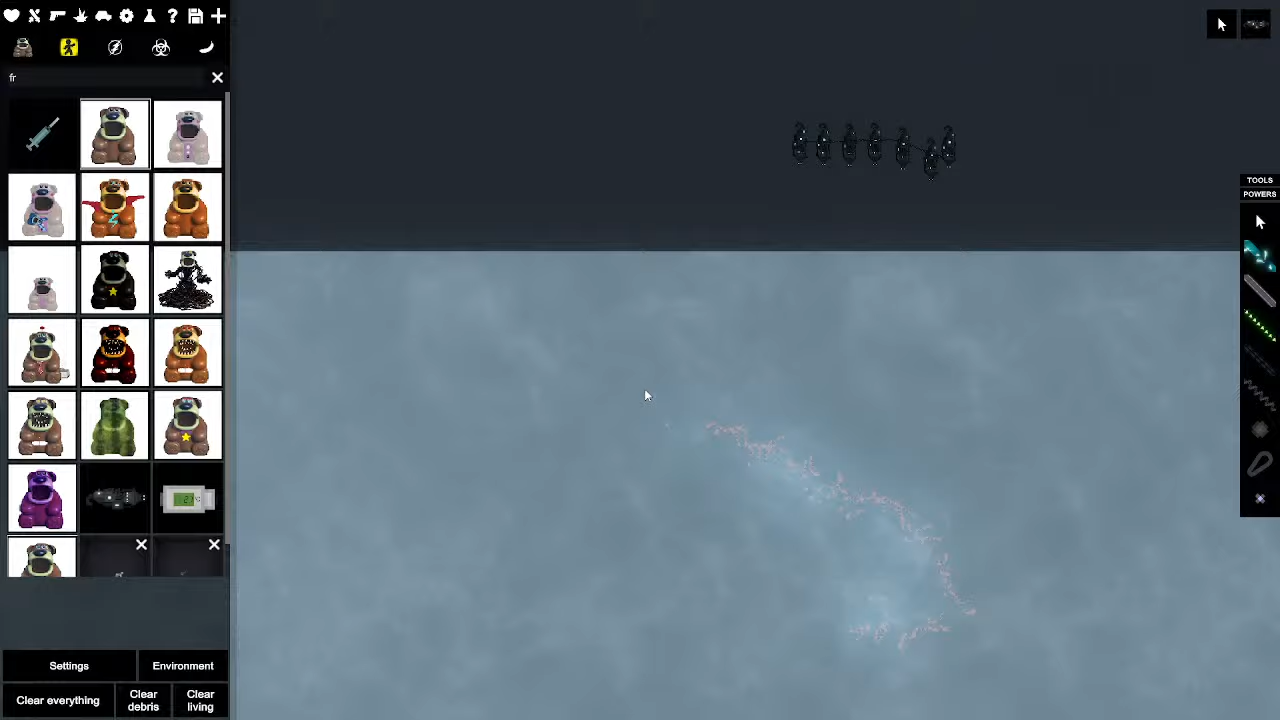 fr
TOOLS
POWERS
Settings
Environment
Clear everything
Clear debris
Clear living